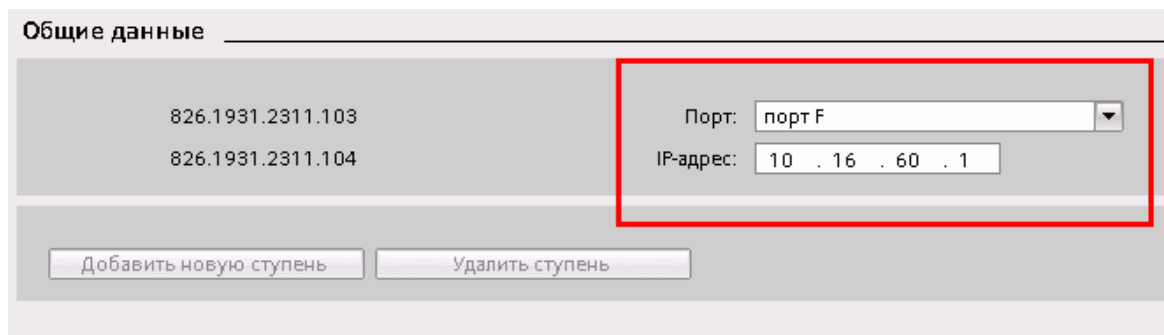 Общие данные
826.1931.2311.103 Порт: порт F
826.1931.2311.104 IP-адрес: 10 . 16 . 60 . 1
Добавить новую ступень Удалить ступень